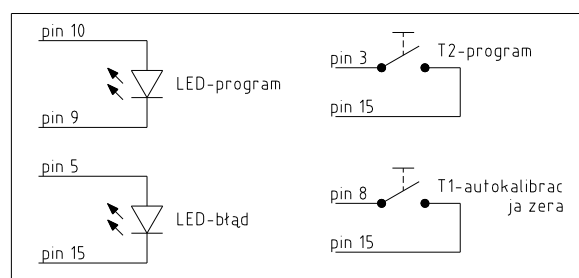 pin 10
LED-program
pin 9
pin 3
T2-program
pin 15
pin 5
LED-błąd
pin 15
pin 8
T1-autokalibrac
ja zera
pin 15